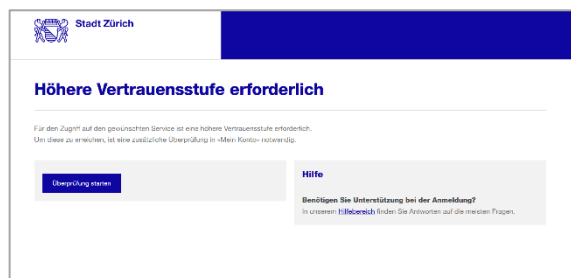 Stadt Zürich
Höhere Vertrauensstufe erforderlich
Für den Zugriff auf den gewünschten Service ist eine höhere Vertrauensstufe erforderlich.
Um diese zu erreichen, ist eine zusätzliche Überprüfung in «Mein Konto» notwendig.
Überprüfung starten
Hilfe
Benötigen Sie Unterstützung bei der Anmeldung?
In unserem Hilfebereich finden Sie Antworten auf die meisten Fragen.